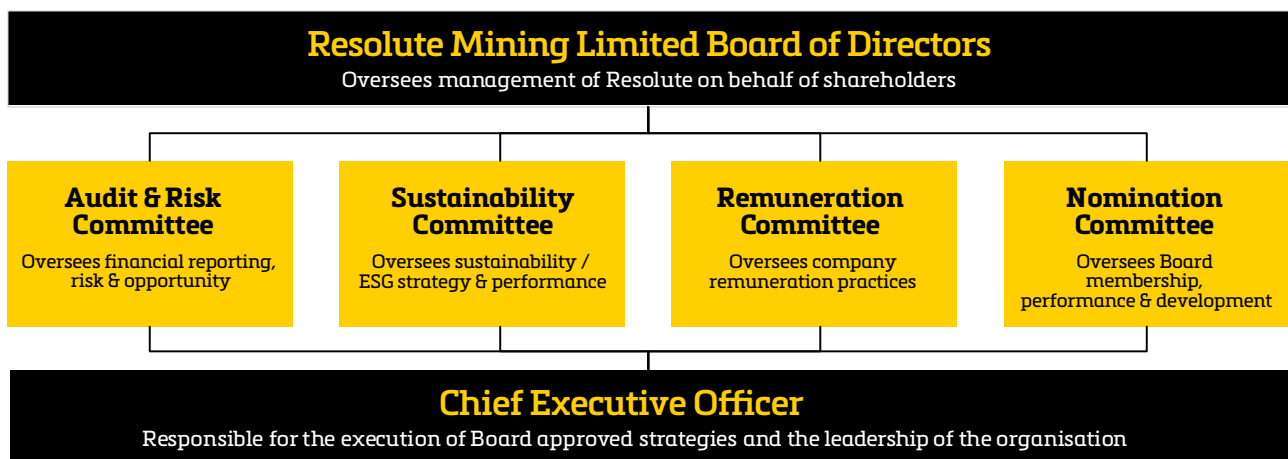 Resolute Mining Limited Board of Directors
Oversees management of Resolute on behalf of shareholders
Audit & Risk
Committee
Oversees financial reporting,
risk & opportunity
Sustainability
Committee
Oversees sustainability /
ESG strategy & performance
Remuneration
Committee
Oversees company
remuneration practices
Nomination
Committee
Oversees Board
membership,
performance & development
Chief Executive Officer
Responsible for the execution of Board approved strategies and the leadership of the organisation